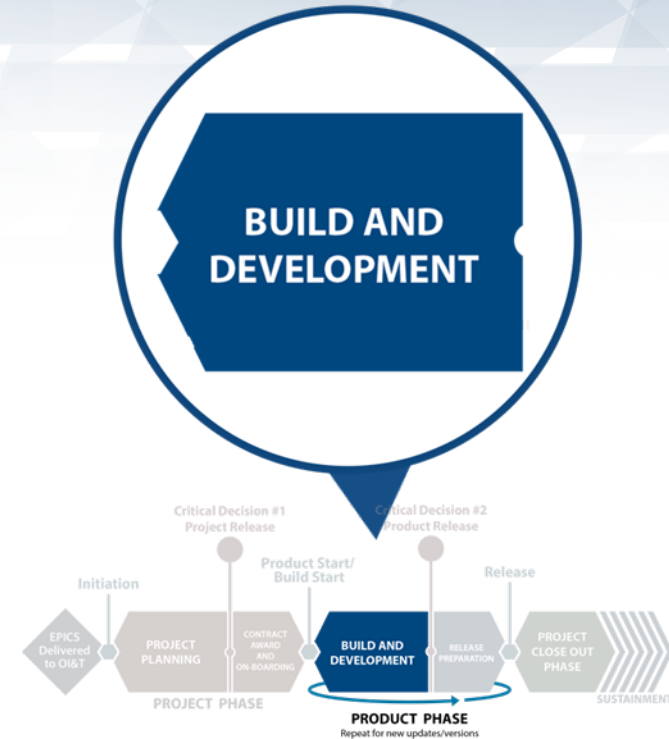 BUILD AND
DEVELOPMENT
Critical Decision #1
Project Release
Critical Decision #2
Product Release
Initiation
Product Start/
Build Start
Release
EPICS
Delivered
to OI&T
PROJECT
PLANNING
CONTRACT
AWARD
AND
ON-BOARDING
BUILD AND
DEVELOPMENT
RELEASE
PREPARATION
PROJECT
CLOSE OUT
PHASE
SUSTAINMENT
PROJECT PHASE
PRODUCT PHASE
Repeat for new updates/versions